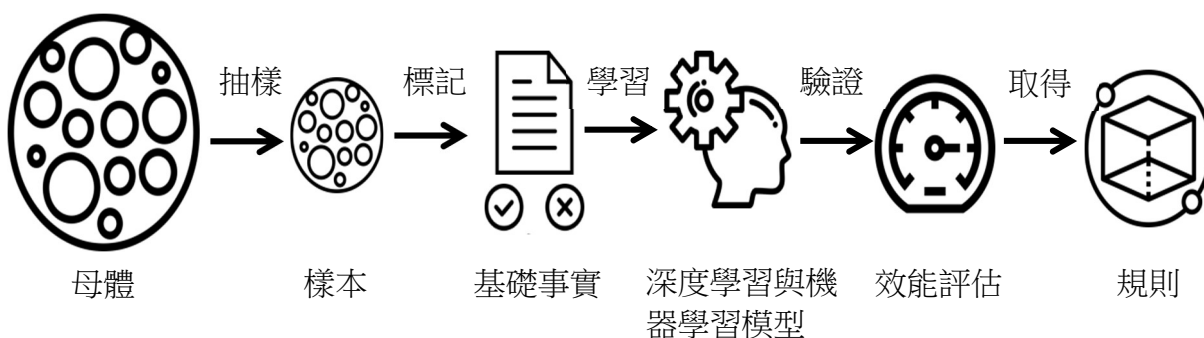 抽樣
標記
學習
驗證
取得
母體
樣本
基礎事實
深度學習與機
器學習模型
效能評估
規則